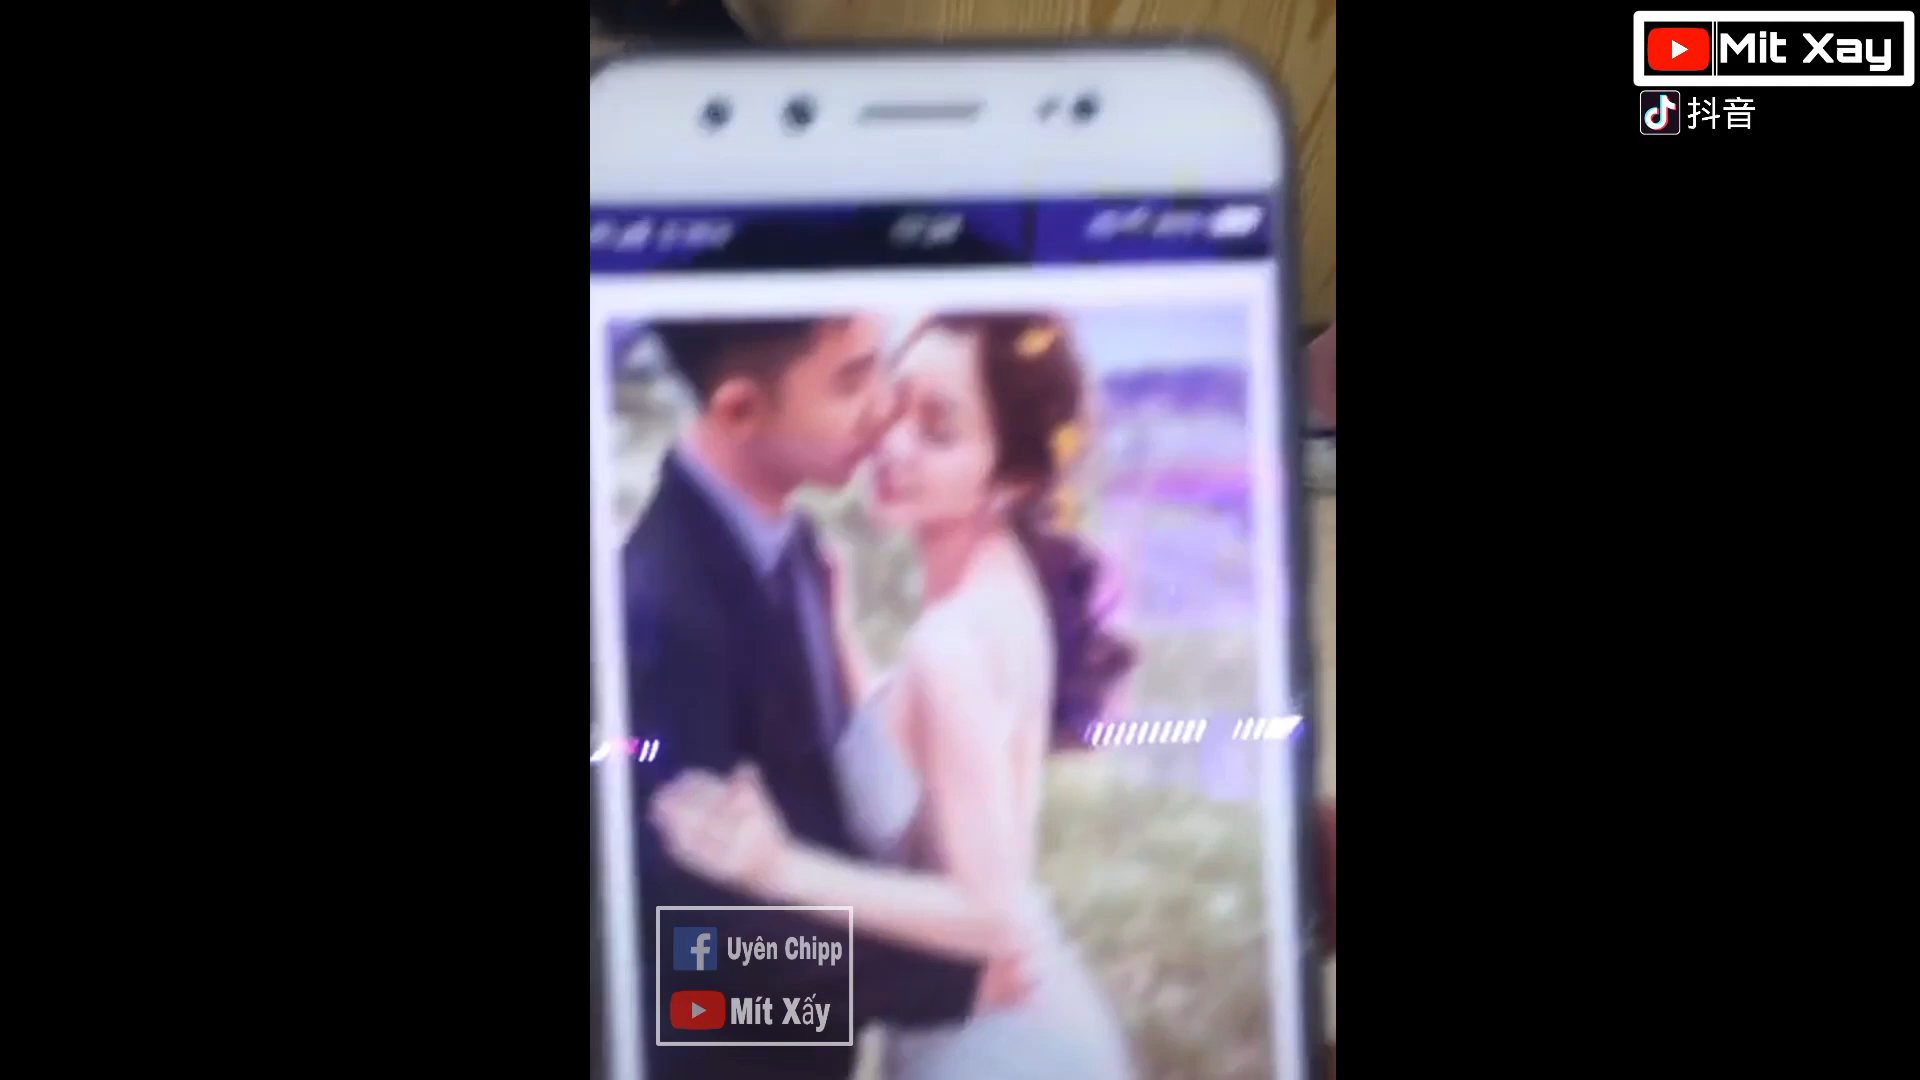 Mit Xay
抖音
Uyên Chipp
Mít Xấy